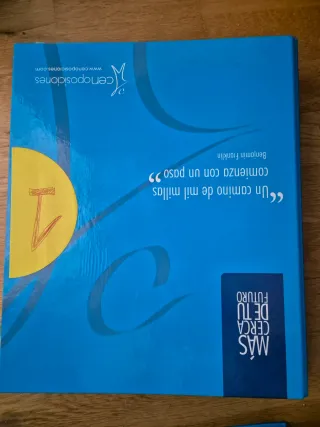 MÁS
CERCA
DE TU
FUTURO
“Un camino de mil millas
comienza con un paso”
Benjamin Franklin
1
cenoposiciones
www.cenoposiciones.com